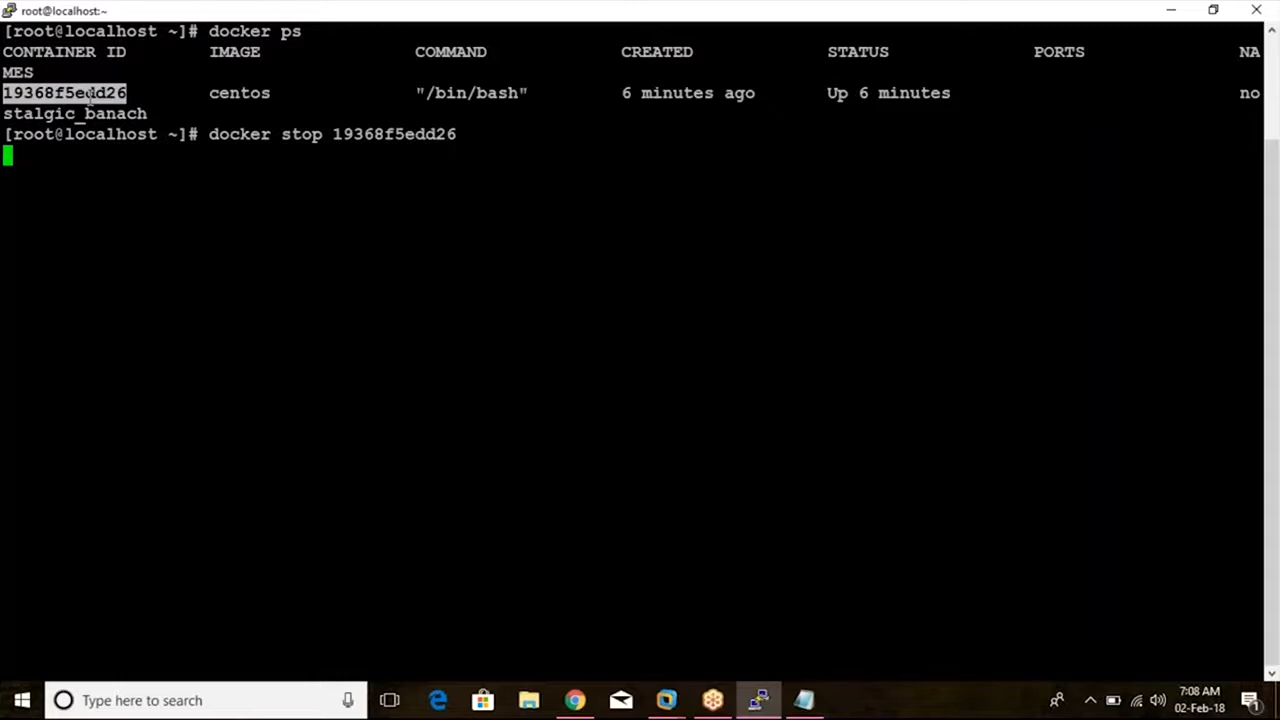 root@localhost:~
[root@localhost ~]# docker ps
CONTAINER ID IMAGE COMMAND CREATED STATUS PORTS NA
MES
19368f5edd26 centos "/bin/bash" 6 minutes ago Up 6 minutes no
stalgic_banach
[root@localhost ~]# docker stop 19368f5edd26
Type here to search
7:08 AM
02-Feb-18
1